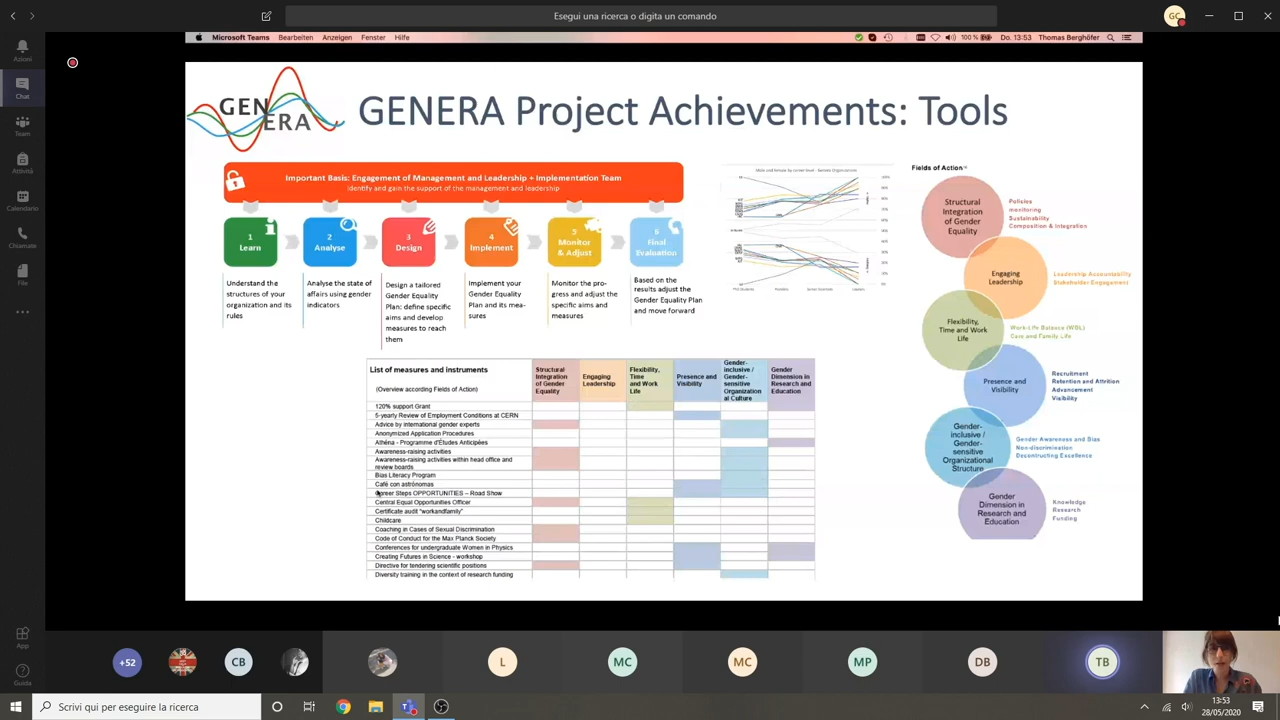 Esegui una ricerca o digita un comando
GC
Microsoft Teams Bearbeiten Anzeigen Fenster Hilfe
100 % Do. 13:53 Thomas Berghöfer
Azioni
Chat
Team
Attività
Calendario
Chiamate
File
App
Guida
GEN
ERA
GENERA Project Achievements: Tools
Important Basis: Engagement of Management and Leadership + Implementation Team
Identify and gain the support of the management and leadership
1
Learn
2
Analyse
3
Design
4
Implement
5
Monitor
& Adjust
6
Final
Evaluation
Understand the
structures of your
organization and its
rules
Analyse the state of
affairs using gender
indicators
Design a tailored
Gender Equality
Plan: define specific
aims and develop
measures to reach
them
Implement your
Gender Equality
Plan and its mea-
sures
Monitor the pro-
gress and adjust the
specific aims and
measures
Based on the
results adjust the
Gender Equality Plan
and move forward
Fields of Action
Structural
Integration
of Gender
Equality
Policies
monitoring
Sustainability
Composition & Integration
Engaging
Leadership
Leadership Accountability
Stakeholder Engagement
Flexibility,
Time and Work
Life
Work-Life Balance (WBL)
Care and Family Life
Presence and
Visibility
Recruitment
Retention and Attrition
Advancement
Visibility
Gender-
inclusive /
Gender-
sensitive
Organizational
Structure
Gender Awareness and Bias
Non-discrimination
Deconstructing Excellence
Gender
Dimension in
Research and
Education
Knowledge
Research
Funding
List of measures and instruments
(Overview according Fields of Action)
Structural
Integration
of Gender
Equality
Engaging
Leadership
Flexibility,
Time
and Work
Life
Presence and
Visibility
Gender-
inclusive /
Gender-
sensitive
Organization
al Culture
Gender
Dimension in
Research and
Education
120% support Grant
5-yearly Review of Employment Conditions at CERN
Advice by international gender experts
Anonymized Application Procedures
Athéna - Programme d'Études Anticipées
Awareness-raising activities
Awareness-raising activities within head office and
review boards
Bias Literacy Program
Café con astrónomas
Career Steps OPPORTUNITIES – Road Show
Central Equal Opportunities Officer
Certificate audit "workandfamily"
Childcare
Coaching in Cases of Sexual Discrimination
Code of Conduct for the Max Planck Society
Conferences for undergraduate Women in Physics
Creating Futures in Science - workshop
Directive for tendering scientific positions
Diversity training in the context of research funding
+52
CB
L
MC
MC
MP
DB
TB
Scrivi qui per eseguire la ricerca
13:53
28/05/2020